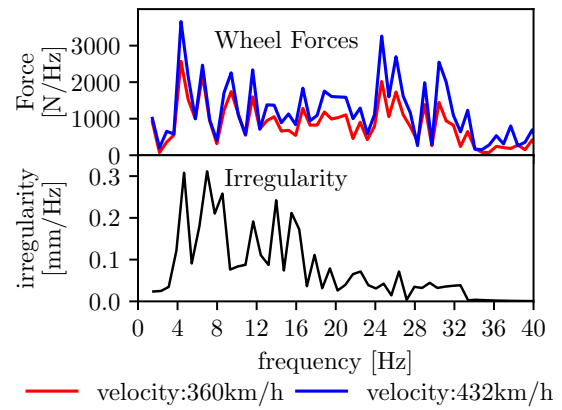 Wheel Forces
Force
[N/Hz]
3000
2000
1000
0
Irregularity
irregularity
[mm/Hz]
0.3
0.2
0.1
0.0
0 4 8 12 16 20 24 28 32 36 40
frequency [Hz]
velocity:360km/h velocity:432km/h